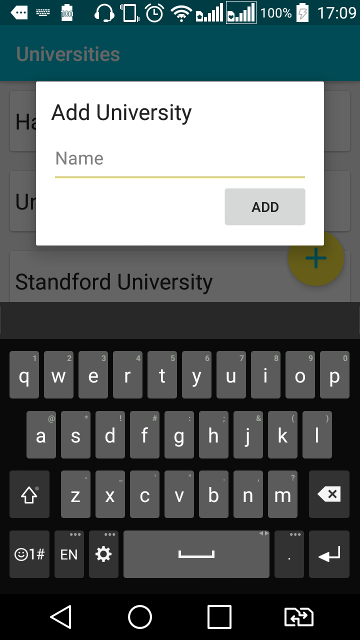 100% 17:09
Universities
Ha
Add University
Ur
Name
ADD
Standford University
1 2 3 4 5 6 7 8 9 0
q w e r t y u i o p
a s d f g h j k l
z x c v b n m
☺1# EN .